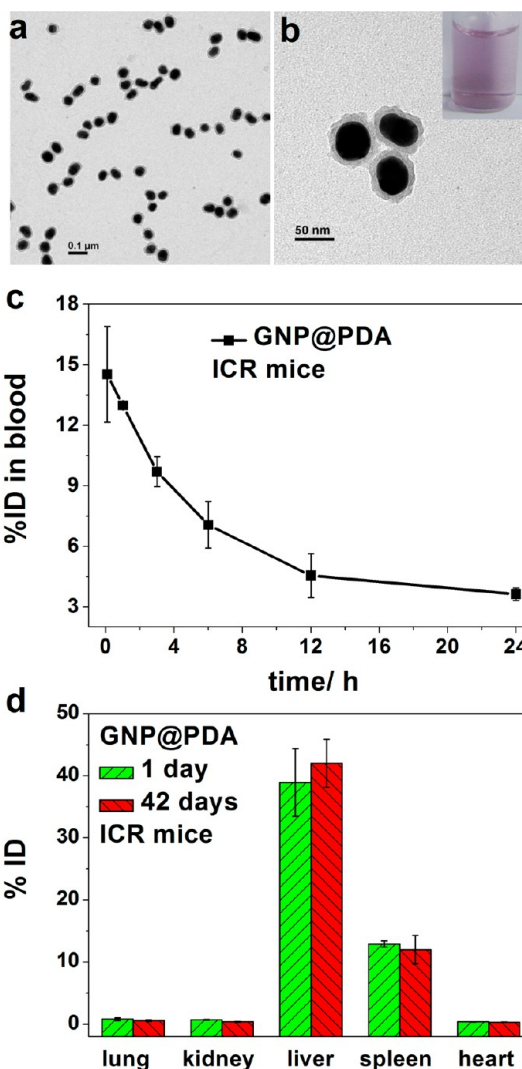 a
b
0.1 µm
50 nm
c
18
15
12
9
6
3
%ID in blood
GNP@PDA
ICR mice
0
4
8
12
16
20
24
time/ h
d
50
40
30
20
10
0
% ID
GNP@PDA
1 day
42 days
ICR mice
lung
kidney
liver
spleen
heart